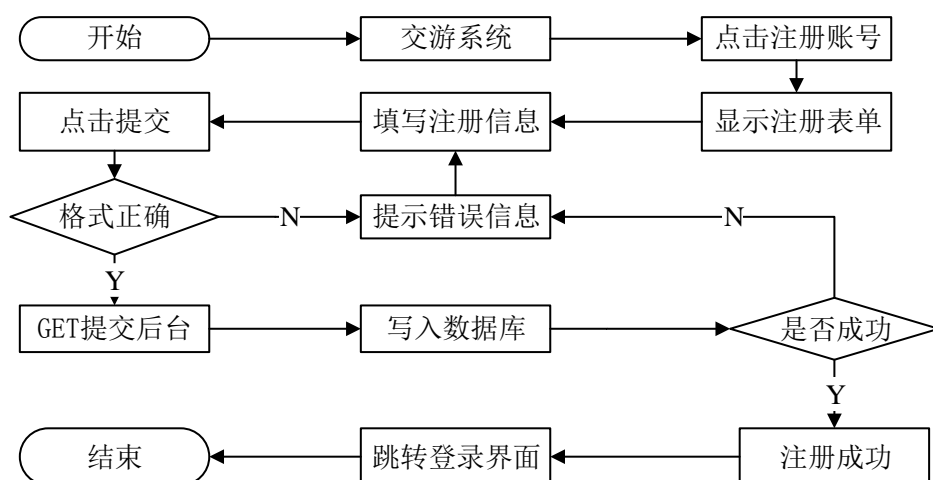 开始
交游系统
点击注册账号
点击提交
填写注册信息
显示注册表单
格式正确
N
提示错误信息
N
Y
GET提交后台
写入数据库
是否成功
Y
结束
跳转登录界面
注册成功